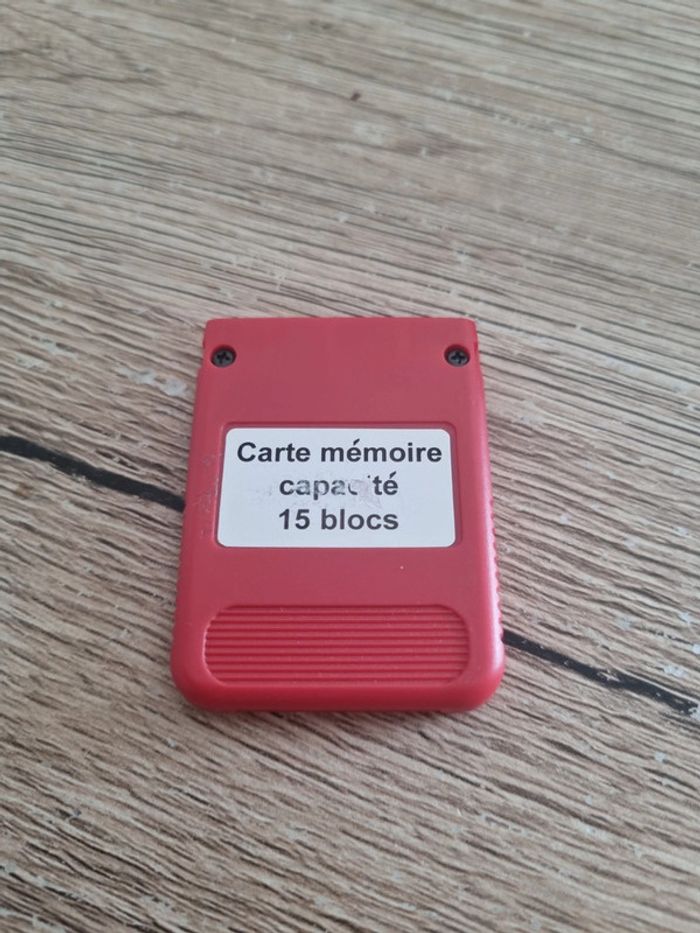 Carte mémoire
capacité
15 blocs